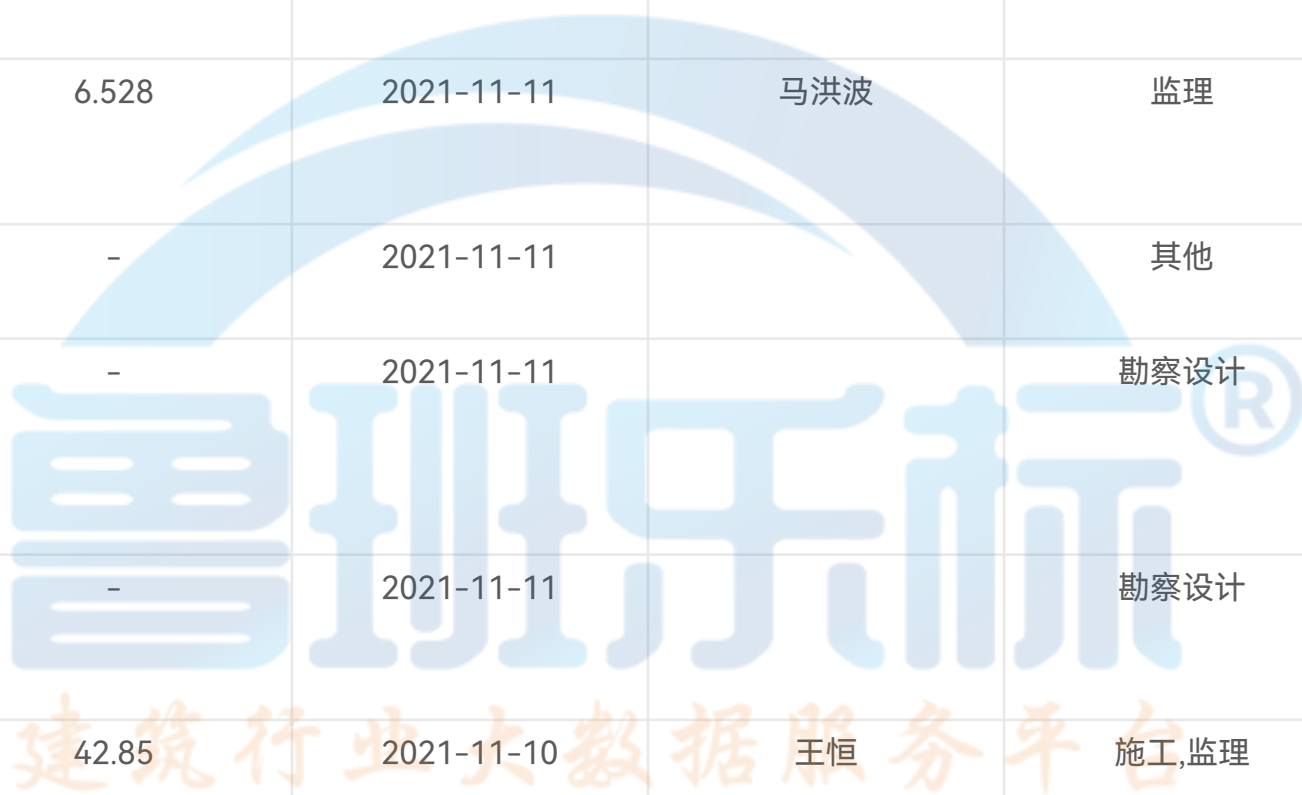 6.528 2021-11-11 马洪波 监理
- 2021-11-11 其他
- 2021-11-11 勘察设计
®
鲁班乐标
- 2021-11-11 勘察设计
建筑行业大数据服务平台
42.85 2021-11-10 王恒 施工,监理